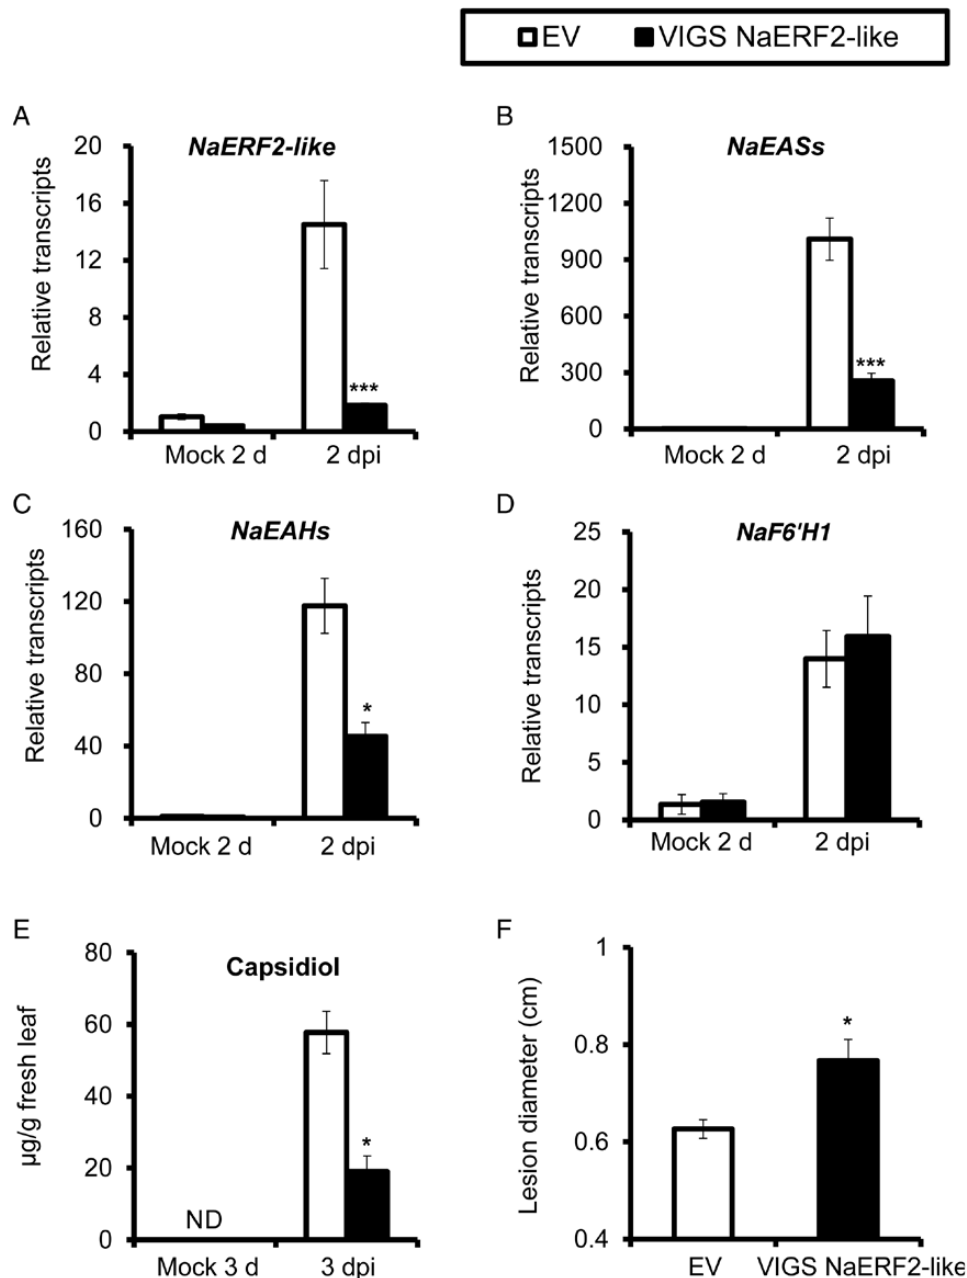 EV VIGS NaERF2-like
A
NaERF2-like
Relative transcripts
20
16
12
8
4
0
***
Mock 2 d 2 dpi
B
NaEASs
Relative transcripts
1500
1200
900
600
300
0
***
Mock 2 d 2 dpi
C
NaEAHs
Relative transcripts
160
120
80
40
0
*
Mock 2 d 2 dpi
D
NaF6'H1
Relative transcripts
25
20
15
10
5
0
Mock 2 d 2 dpi
E
Capsidiol
µg/g fresh leaf
80
60
40
20
0
ND
*
Mock 3 d 3 dpi
F
Lesion diameter (cm)
1
0.8
0.6
0.4
*
EV VIGS NaERF2-like